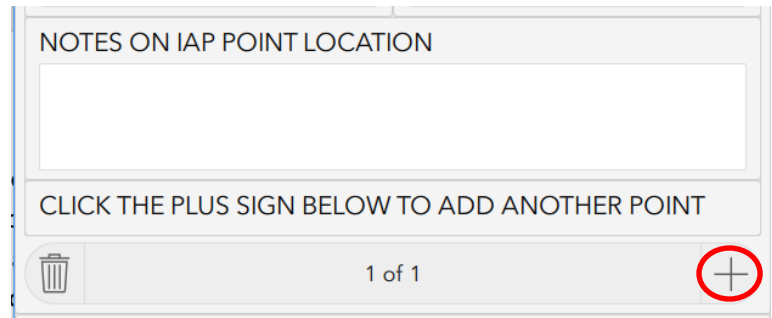 NOTES ON IAP POINT LOCATION
CLICK THE PLUS SIGN BELOW TO ADD ANOTHER POINT
1 of 1